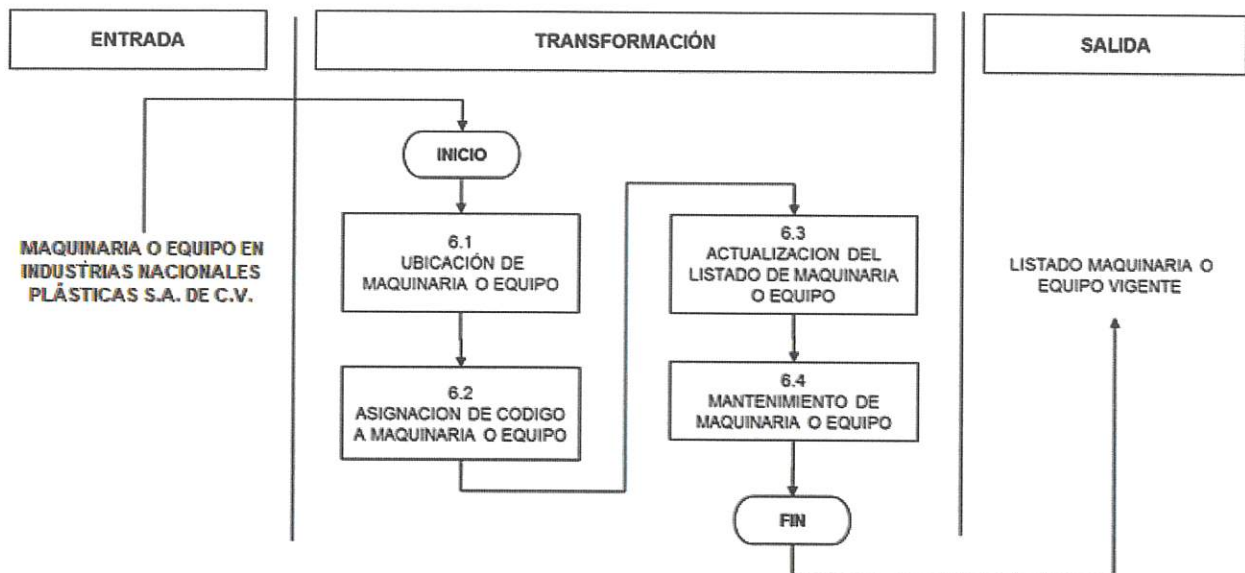 ENTRADA
TRANSFORMACIÓN
SALIDA
MAQUINARIA O EQUIPO EN
INDUSTRIAS NACIONALES
PLÁSTICAS S.A. DE C.V.
INICIO
6.1
UBICACIÓN DE
MAQUINARIA O EQUIPO
6.2
ASIGNACION DE CODIGO
A MAQUINARIA O EQUIPO
6.3
ACTUALIZACION DEL
LISTADO DE MAQUINARIA
O EQUIPO
6.4
MANTENIMIENTO DE
MAQUINARIA O EQUIPO
FIN
LISTADO MAQUINARIA O
EQUIPO VIGENTE